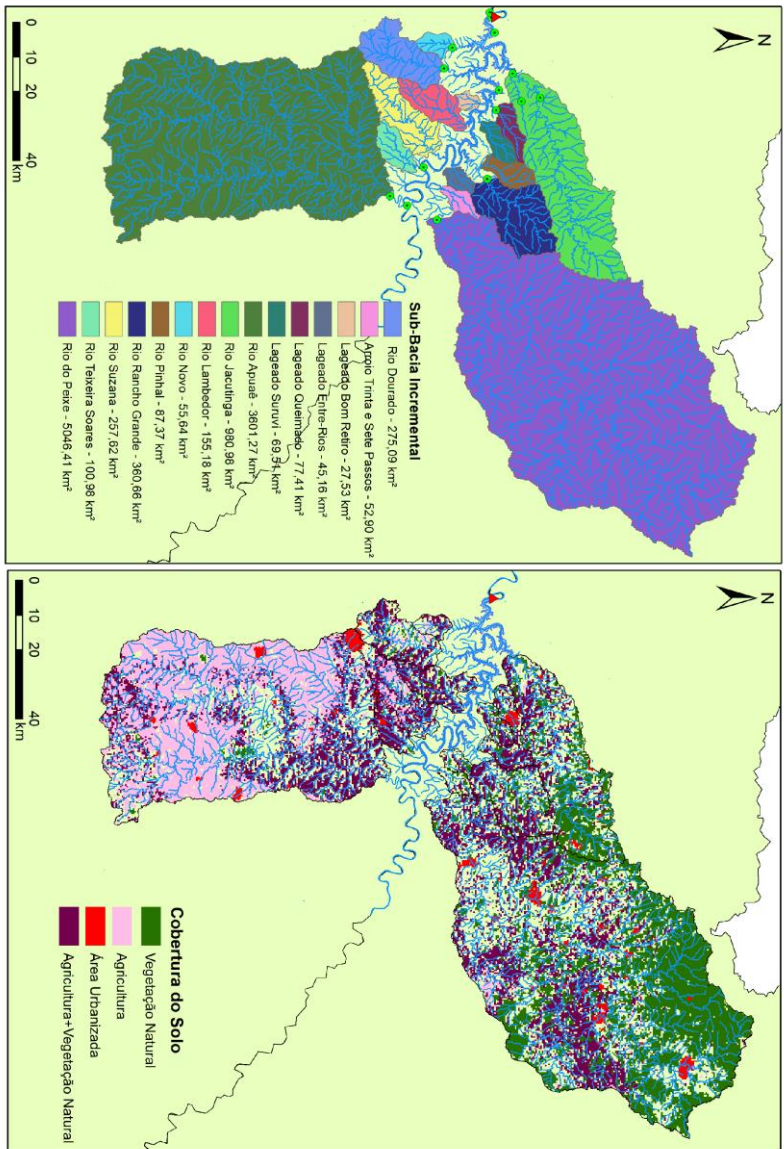 N
Sub-Bacia Incremental
Rio Dourado - 275,09 km²
Arroio Trinta e Sete Passos - 52,90 km²
Lageado Bom Retiro - 27,53 km²
Lageado Entre-Rios - 45,16 km²
Lageado Queimado - 77,41 km²
Lageado Suruvi - 69,51 km²
Rio Apuaê - 3601,27 km²
Rio Jacutinga - 980,98 km²
Rio Lambedor - 155,18 km²
Rio Novo - 55,64 km²
Rio Pinhal - 87,37 km²
Rio Rancho Grande - 360,66 km²
Rio Suzana - 257,62 km²
Rio Teixeira Soares - 100,98 km²
Rio do Peixe - 5046,41 km²
0 10 20 40
km
N
Cobertura do Solo
Vegetação Natural
Agricultura
Área Urbanizada
Agricultura+Vegetação Natural
0 10 20 40
km